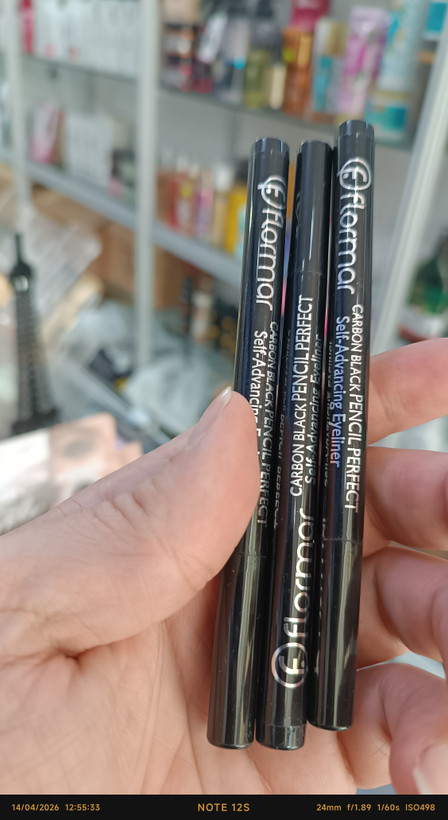 flormar
CARBON BLACK PENCIL PERFECT
Self-Advancing
flormar
CARBON BLACK PENCIL PERFECT
Self-Advancing Eyeliner
flormar
CARBON BLACK PENCIL PERFECT
Self-Advancing Eyeliner
14/04/2026 12:55:33
NOTE 12S
24mm f/1.89 1/60s ISO498